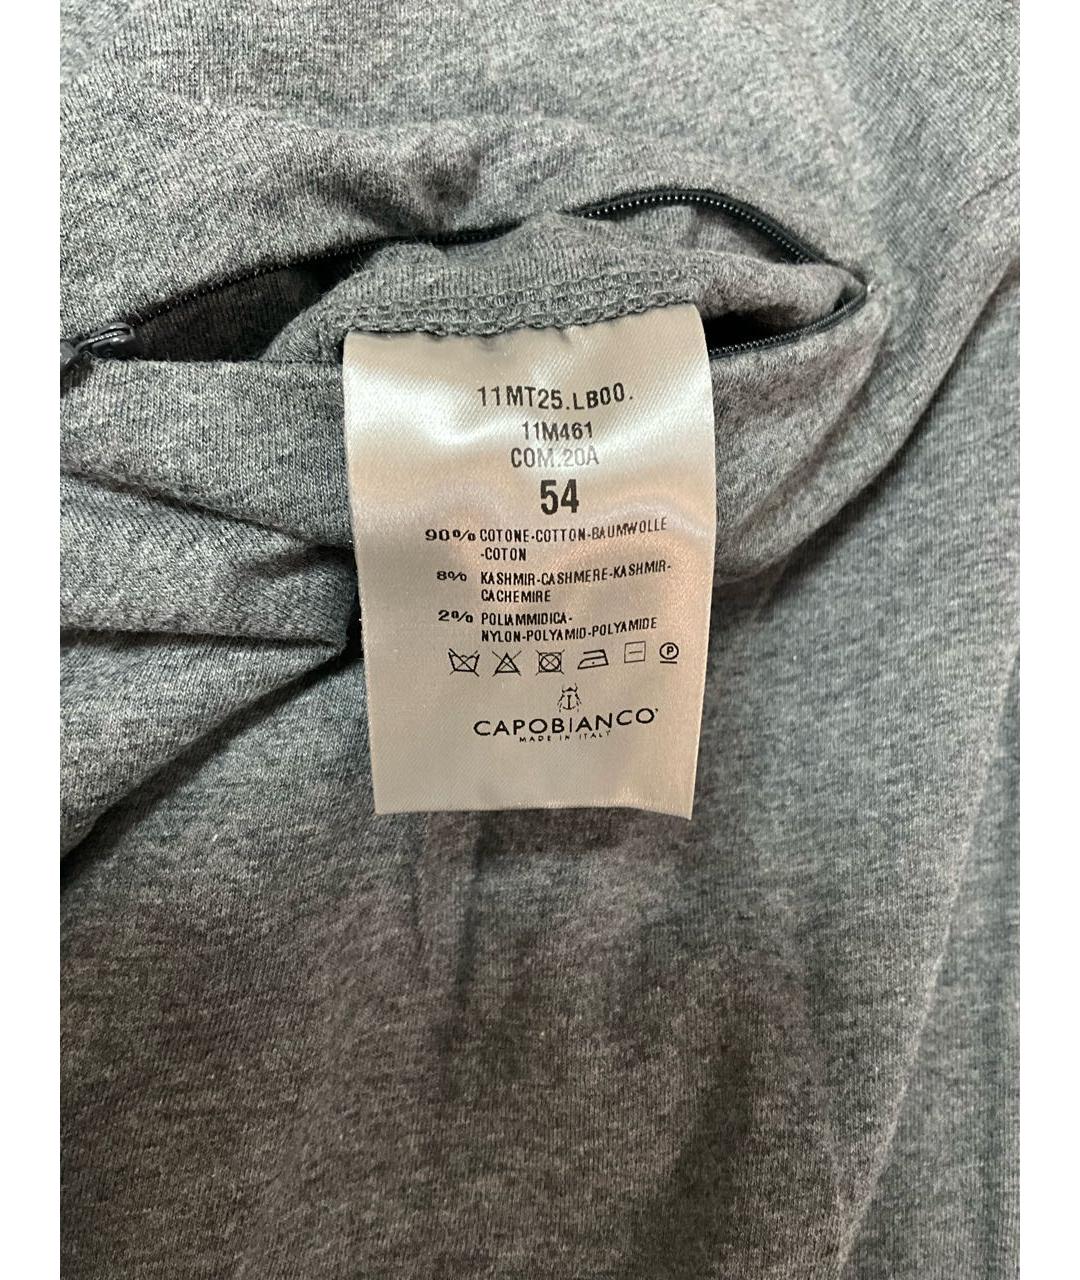 11MT25.LB00.
11M461
COM.20A
54
90% COTONE-COTTON-BAUMWOLLE
-COTON
8% KASHMIR-CASHMERE-KASHMIR-
CACHEMIRE
2% POLIAMMIDICA-
NYLON-POLYAMID-POLYAMIDE
P
CAPOBIANCO
MADE IN ITALY